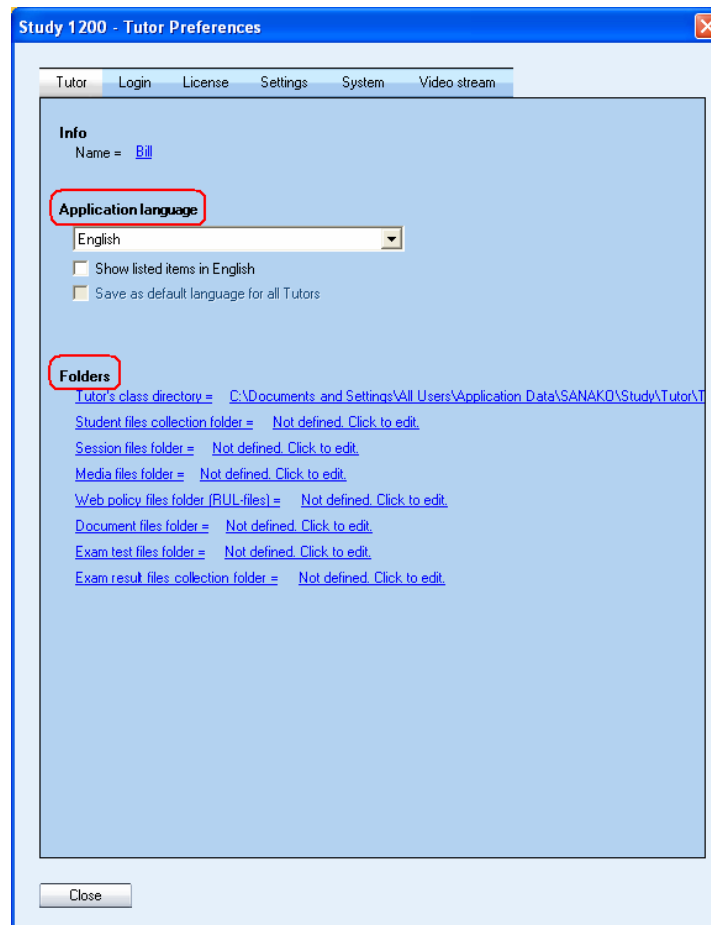 Study 1200 - Tutor Preferences
Tutor Login License Settings System Video stream
Info
Name = Bill
Application language
English
Show listed items in English
Save as default language for all Tutors
Folders
Tutor's class directory = C:\Documents and Settings\All Users\Application Data\SANAKO\Study\Tutor\T
Student files collection folder = Not defined. Click to edit.
Session files folder = Not defined. Click to edit.
Media files folder = Not defined. Click to edit.
Web policy files folder (RUL-files) = Not defined. Click to edit.
Document files folder = Not defined. Click to edit.
Exam test files folder = Not defined. Click to edit.
Exam result files collection folder = Not defined. Click to edit.
Close